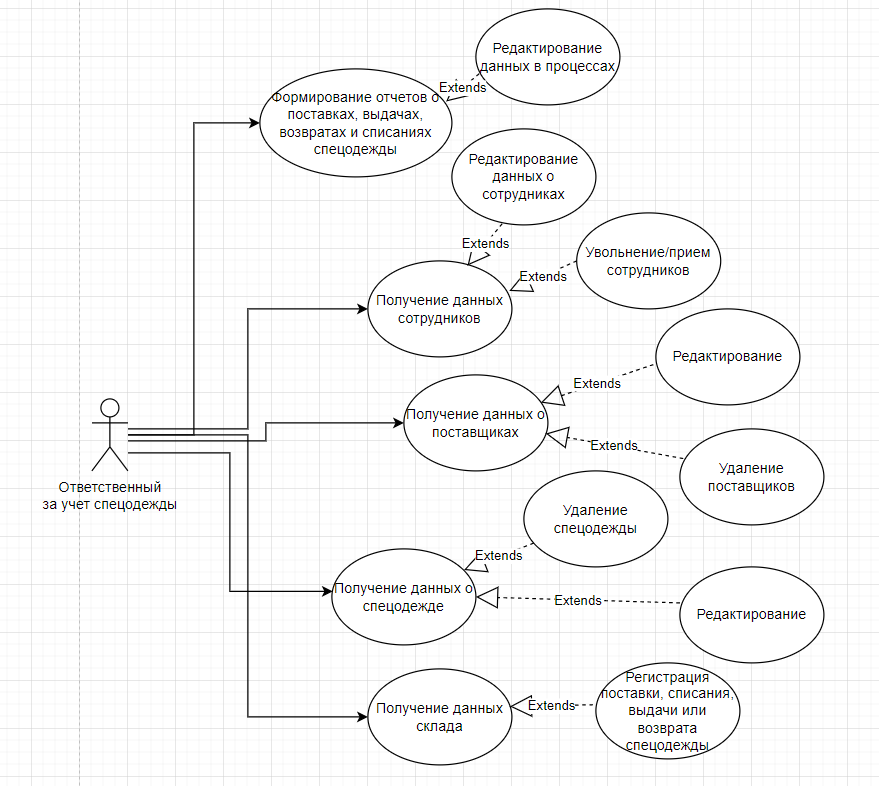 Редактирование
данных в процессах
Extends
Формирование отчетов о
поставках, выдачах,
возвратах и списаниях
спецодежды
Редактирование
данных о
сотрудниках
Extends
Увольнение/прием
сотрудников
Extends
Получение данных
сотрудников
Редактирование
Extends
Получение данных о
поставщиках
Extends
Удаление
поставщиков
Ответственный
за учет спецодежды
Удаление
спецодежды
Extends
Получение данных о
спецодежде
Extends
Редактирование
Регистрация
поставки, списания,
выдачи или
возврата
спецодежды
Extends
Получение данных
склада